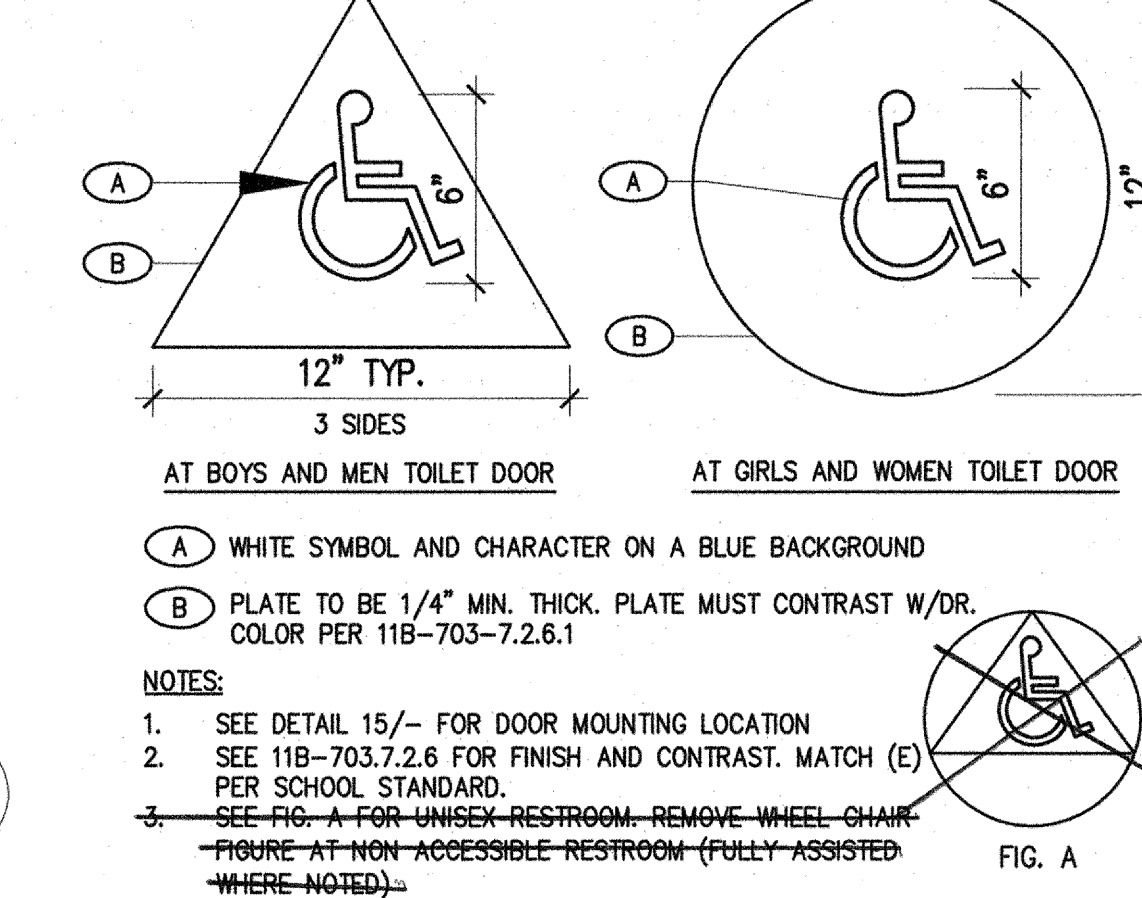 A
B
6"
12" TYP.
3 SIDES
AT BOYS AND MEN TOILET DOOR
A
B
6"
12"
AT GIRLS AND WOMEN TOILET DOOR
A WHITE SYMBOL AND CHARACTER ON A BLUE BACKGROUND
B PLATE TO BE 1/4" MIN. THICK. PLATE MUST CONTRAST W/DR.
COLOR PER 11B-703-7.2.6.1
NOTES:
1. SEE DETAIL 15/- FOR DOOR MOUNTING LOCATION
2. SEE 11B-703.7.2.6 FOR FINISH AND CONTRAST. MATCH (E)
PER SCHOOL STANDARD.
3. SEE FIG. A FOR UNISEX RESTROOM. REMOVE WHEEL CHAIR
FIGURE AT NON ACCESSIBLE RESTROOM (FULLY ASSISTED
WHERE NOTED)
FIG. A